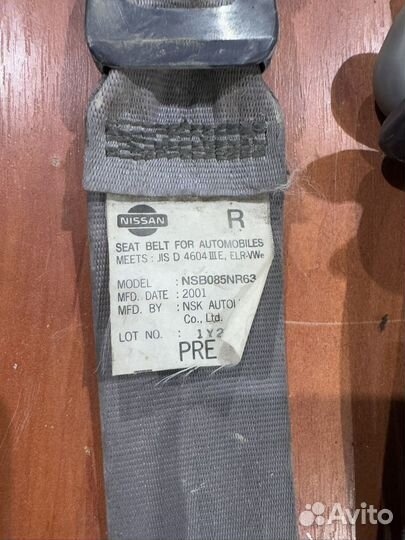 NISSAN
R
SEAT BELT FOR AUTOMOBILES
MEETS : JIS D 4604 III E, ELR-VWe
MODEL : NSB085NR63
MFD. DATE : 2001
MFD. BY : NSK
Co., Ltd.
LOT NO. : 1Y2
PRE
Avito